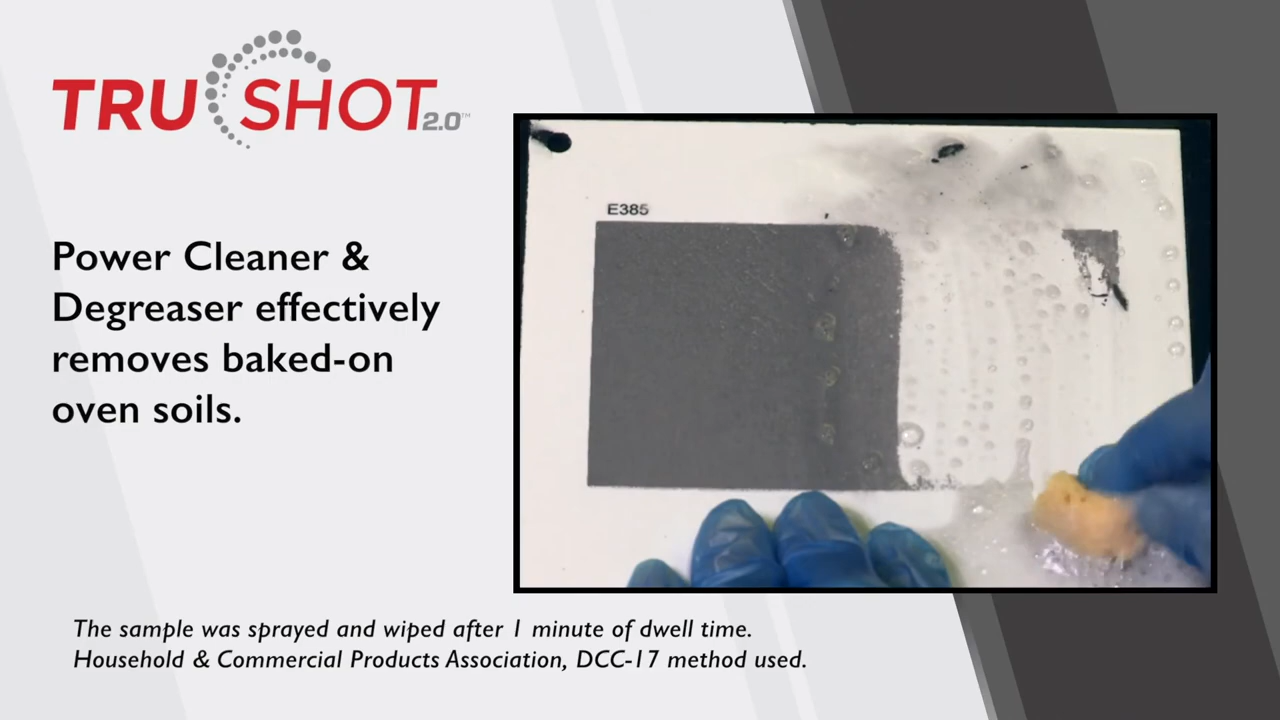 TRU SHOT 2.0™
E385
Power Cleaner &
Degreaser effectively
removes baked-on
oven soils.
The sample was sprayed and wiped after 1 minute of dwell time.
Household & Commercial Products Association, DCC-17 method used.